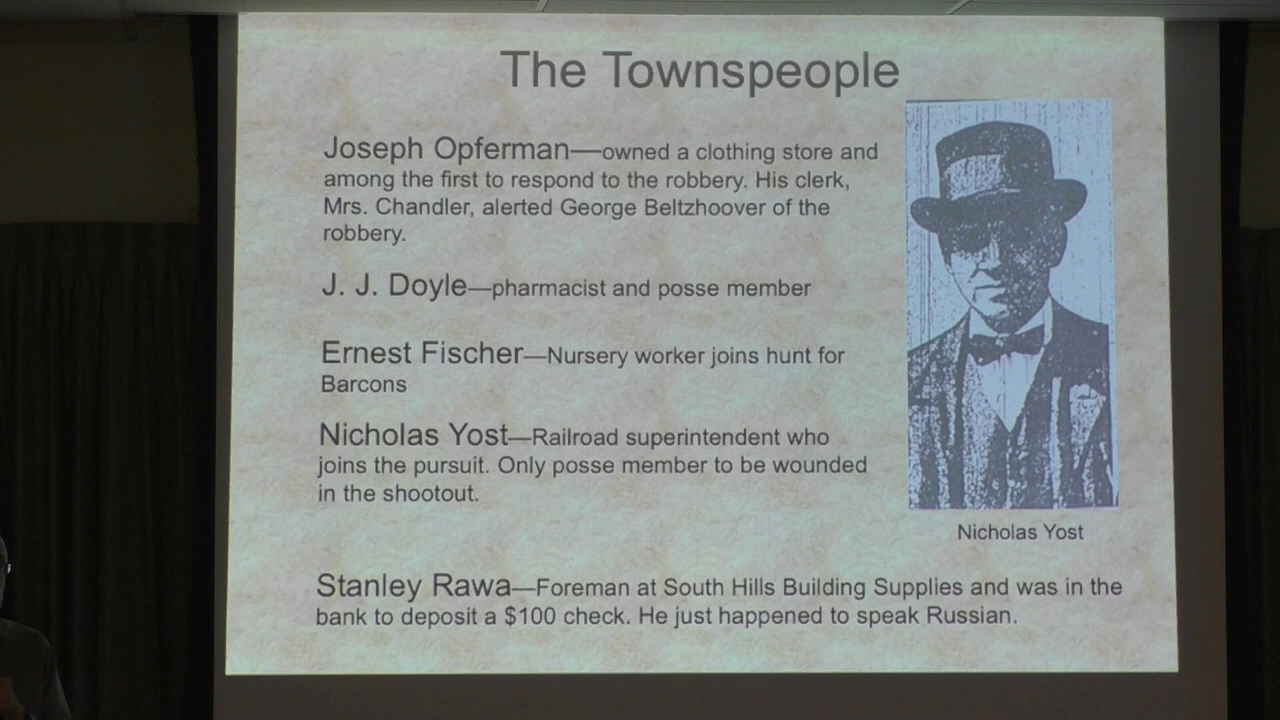 The Townspeople
Joseph Opferman—owned a clothing store and
among the first to respond to the robbery. His clerk,
Mrs. Chandler, alerted George Beltzhoover of the
robbery.
J. J. Doyle—pharmacist and posse member
Ernest Fischer—Nursery worker joins hunt for
Barcons
Nicholas Yost—Railroad superintendent who
joins the pursuit. Only posse member to be wounded
in the shootout.
Nicholas Yost
Stanley Rawa—Foreman at South Hills Building Supplies and was in the
bank to deposit a $100 check. He just happened to speak Russian.